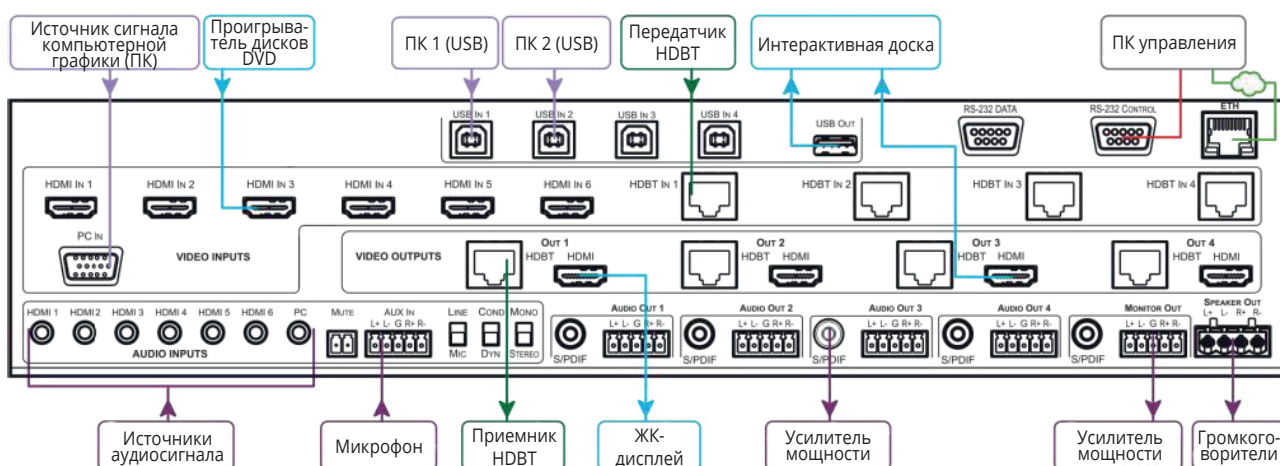 Источник сигнала
компьютерной
графики (ПК)
Проигрыва-
тель дисков
DVD
ПК 1 (USB)
ПК 2 (USB)
Передатчик
HDBT
Интерактивная доска
ПК управления
USB IN 1
USB IN 2
USB IN 3
USB IN 4
USB OUT
RS-232 DATA
RS-232 CONTROL
ETH
HDMI IN 1
HDMI IN 2
HDMI IN 3
HDMI IN 4
HDMI IN 5
HDMI IN 6
HDBT IN 1
HDBT IN 2
HDBT IN 3
HDBT IN 4
PC IN
VIDEO INPUTS
VIDEO OUTPUTS
OUT 1
HDBT HDMI
OUT 2
HDBT HDMI
OUT 3
HDBT HDMI
OUT 4
HDBT HDMI
HDMI 1
HDMI 2
HDMI 3
HDMI 4
HDMI 5
HDMI 6
PC
AUDIO INPUTS
MUTE
AUX IN
L+ L- G R+ R-
LINE
MIC
COND
DYN
MONO
STEREO
AUDIO OUT 1
L+ L- G R+ R-
S/PDIF
AUDIO OUT 2
L+ L- G R+ R-
S/PDIF
AUDIO OUT 3
L+ L- G R+ R-
S/PDIF
AUDIO OUT 4
L+ L- G R+ R-
S/PDIF
MONITOR OUT
L+ L- G R+ R-
S/PDIF
SPEAKER OUT
L+ L- R+ R-
Источники
аудиосигнала
Микрофон
Приемник
HDBT
ЖК-
дисплей
Усилитель
мощности
Усилитель
мощности
Громкого-
ворители